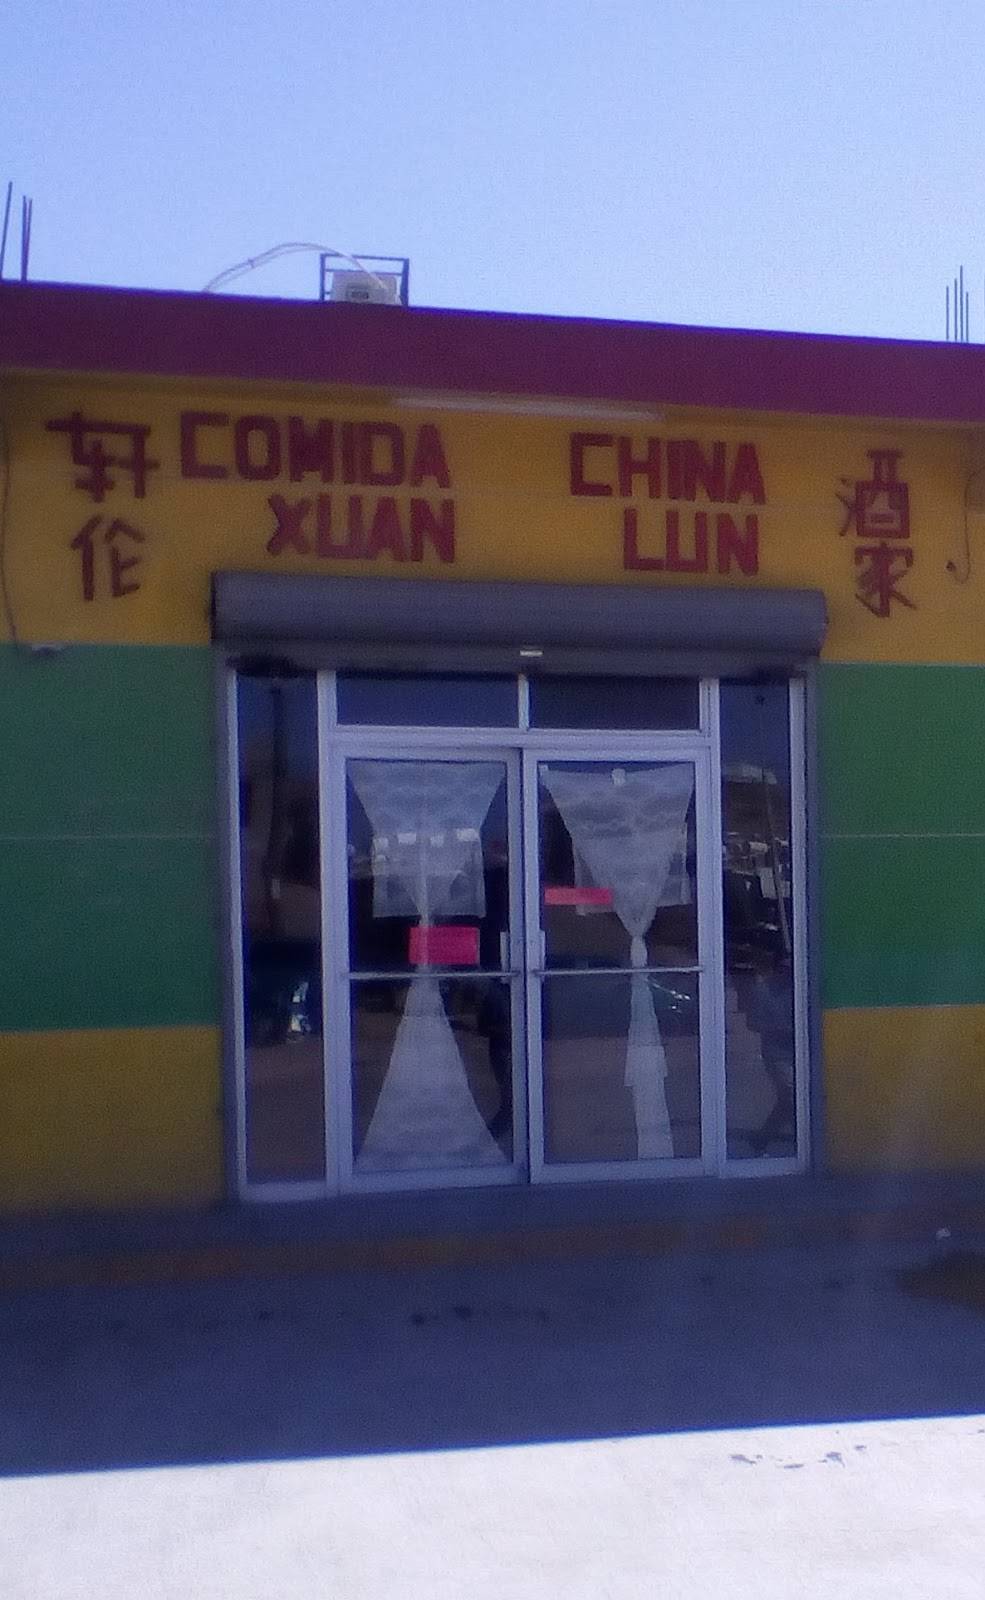 轩伦
COMIDA CHINA
XUAN LUN
酒家